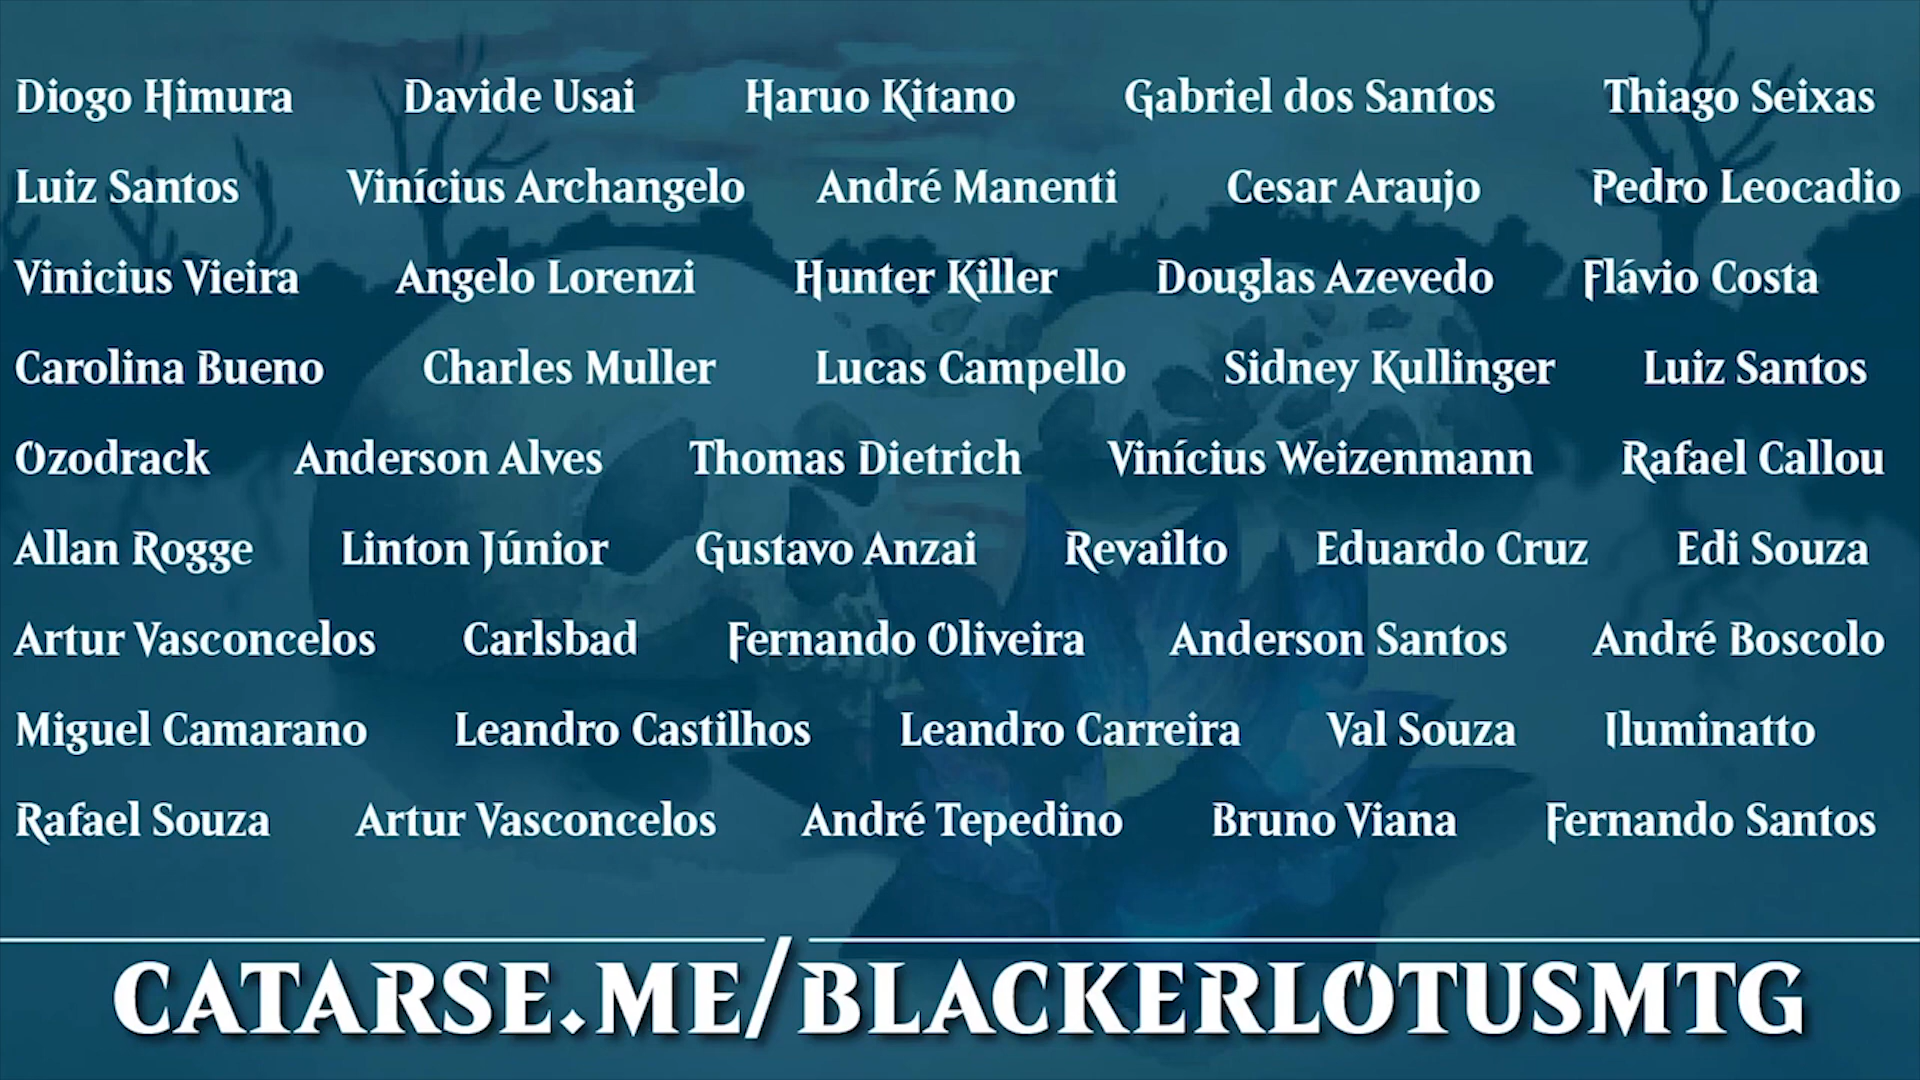 Diogo Himura Davide Usai Haruo Kitano Gabriel dos Santos Thiago Seixas
Luiz Santos Vinícius Archangelo André Manenti Cesar Araujo Pedro Leocadio
Vinicius Vieira Angelo Lorenzi Hunter Killer Douglas Azevedo Flávio Costa
Carolina Bueno Charles Muller Lucas Campello Sidney Kullinger Luiz Santos
Ozodrack Anderson Alves Thomas Dietrich Vinícius Weizenmann Rafael Callou
Allan Rogge Linton Júnior Gustavo Anzai Revailto Eduardo Cruz Edi Souza
Artur Vasconcelos Carlsbad Fernando Oliveira Anderson Santos André Boscolo
Miguel Camarano Leandro Castilhos Leandro Carreira Val Souza Iluminatto
Rafael Souza Artur Vasconcelos André Tepedino Bruno Viana Fernando Santos
CATARSE.ME/BLACKERLOTUSMTG